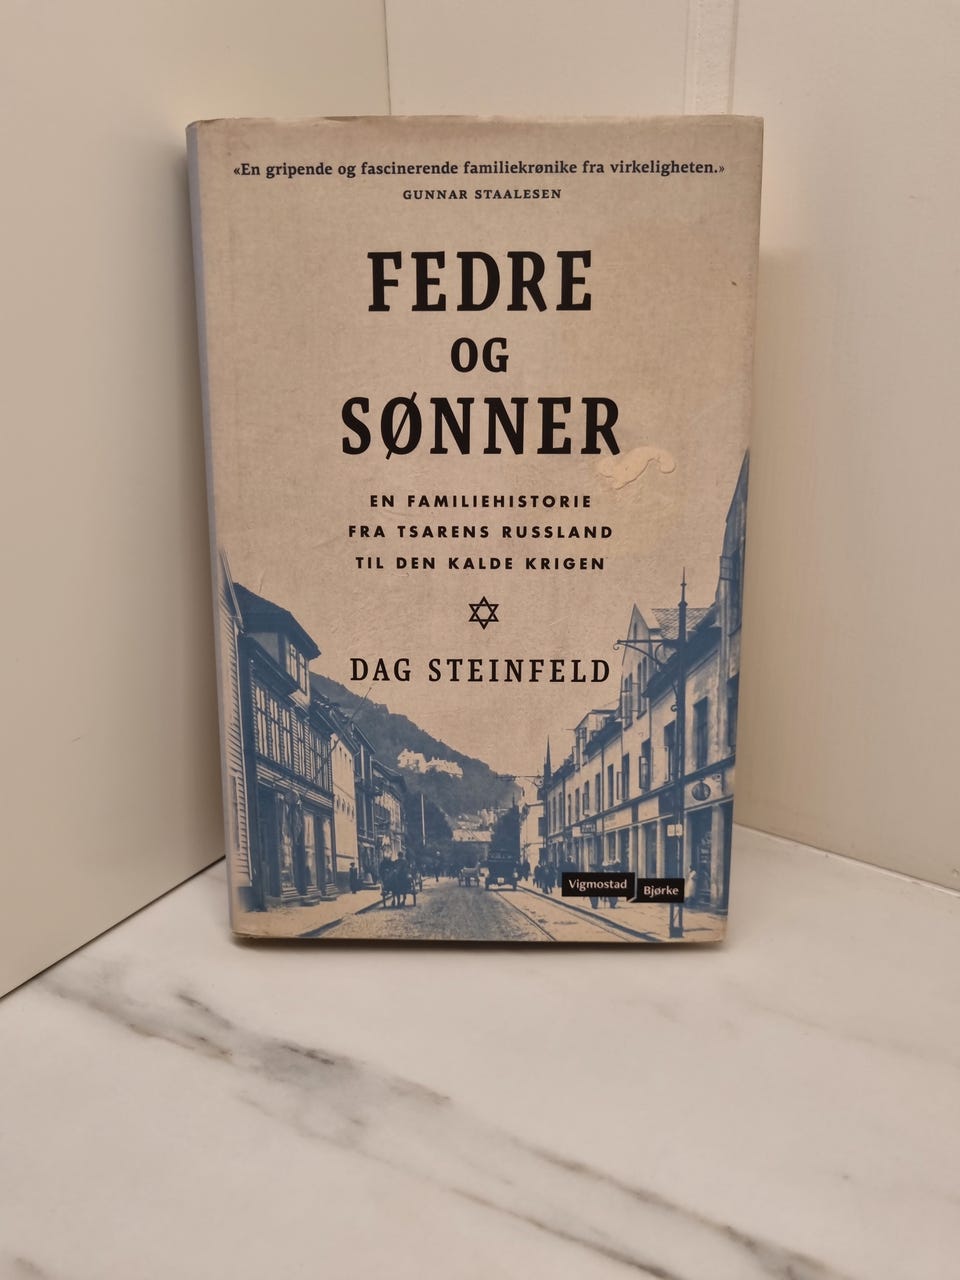 «En gripende og fascinerende familiekrønike fra virkeligheten.»
GUNNAR STAALESEN
FEDRE
OG
SØNNER
EN FAMILIEHISTORIE
FRA TSARENS RUSSLAND
TIL DEN KALDE KRIGEN
DAG STEINFELD
Vigmostad
Bjørke